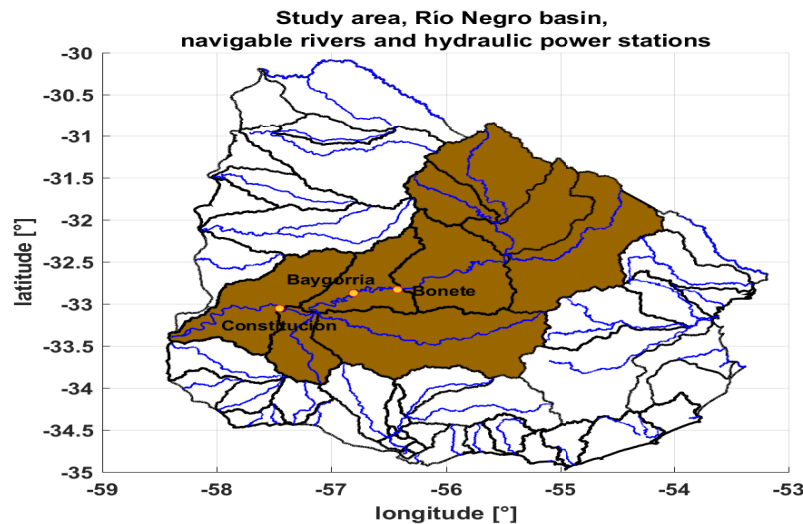 Study area, Río Negro basin,
navigable rivers and hydraulic power stations
-30
-30.5
-31
-31.5
-32
-32.5
-33
-33.5
-34
-34.5
-35
latitude [°]
Baygorria
Bonete
Constitución
-59
-58
-57
-56
-55
-54
-53
longitude [°]